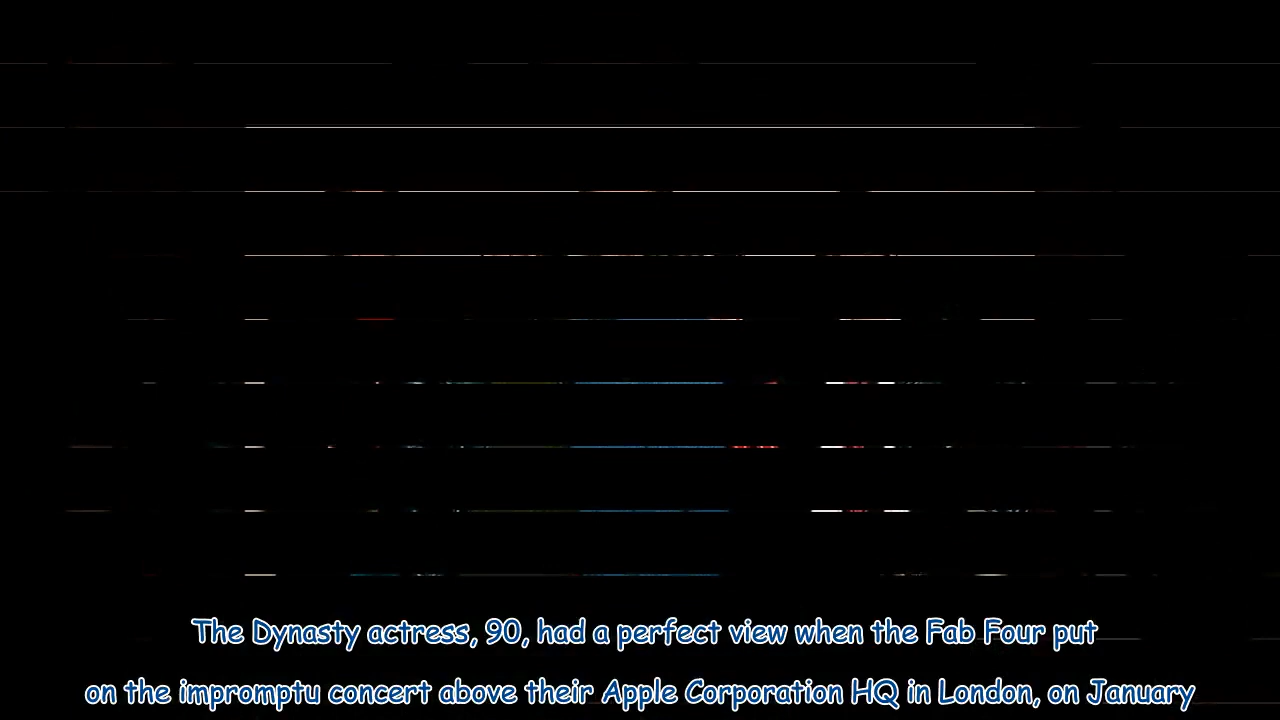 The Dynasty actress, 90, had a perfect view when the Fab Four put
on the impromptu concert above their Apple Corporation HQ in London, on January